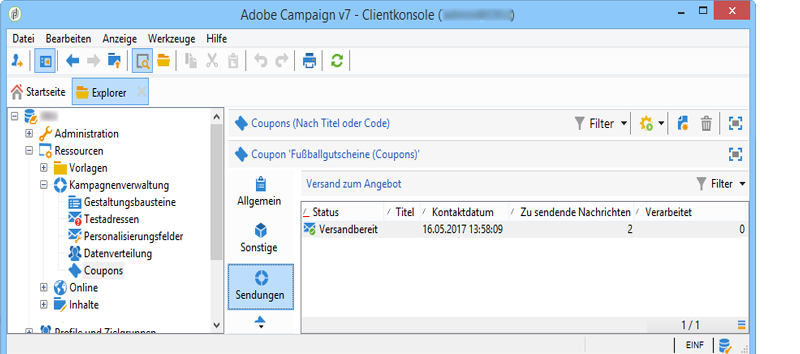 Adobe Campaign v7 - Clientkonsole (
Datei Bearbeiten Anzeige Werkzeuge Hilfe
Startseite Explorer
Administration
Ressourcen
Vorlagen
Kampagnenverwaltung
Gestaltungsbausteine
Testadressen
Personalisierungsfelder
Datenverteilung
Coupons
Online
Inhalte
Profile und Zielgruppen
Coupons (Nach Titel oder Code) Filter
Coupon 'Fußballgutscheine (Coupons)'
Allgemein
Sonstige
Sendungen
Versand zum Angebot Filter
Status Titel Kontaktdatum Zu sendende Nachrichten Verarbeitet
Versandbereit 16.05.2017 13:58:09 2 0
1 / 1
EINF